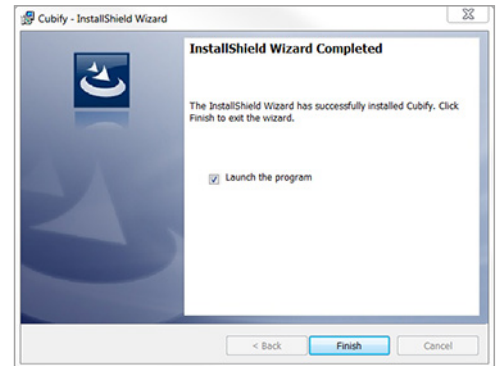 Cubify - InstallShield Wizard
InstallShield Wizard Completed
The InstallShield Wizard has successfully installed Cubify. Click
Finish to exit the wizard.
Launch the program
< Back
Finish
Cancel